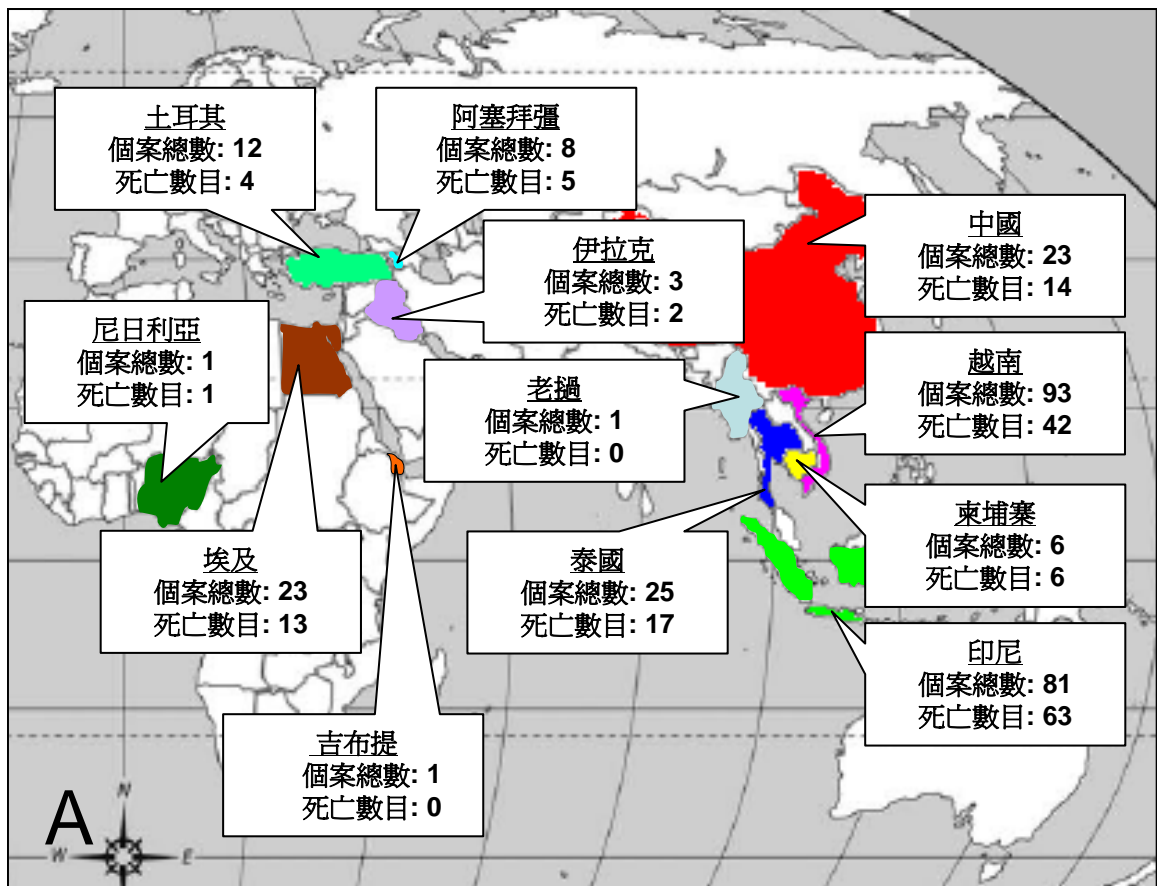 土耳其
個案總數: 12
死亡數目: 4
阿塞拜彊
個案總數: 8
死亡數目: 5
中國
個案總數: 23
死亡數目: 14
伊拉克
個案總數: 3
死亡數目: 2
尼日利亞
個案總數: 1
死亡數目: 1
老撾
個案總數: 1
死亡數目: 0
越南
個案總數: 93
死亡數目: 42
柬埔寨
個案總數: 6
死亡數目: 6
埃及
個案總數: 23
死亡數目: 13
泰國
個案總數: 25
死亡數目: 17
印尼
個案總數: 81
死亡數目: 63
吉布提
個案總數: 1
死亡數目: 0
A
N
W
E